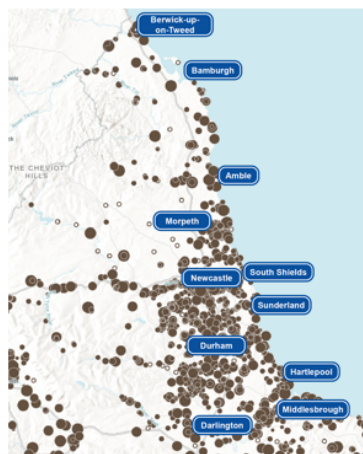 Berwick-up-
on-Tweed
Bamburgh
THE CHEVIOT
HILLS
Amble
Morpeth
South Shields
Newcastle
Sunderland
Durham
Hartlepool
Middlesbrough
Darlington